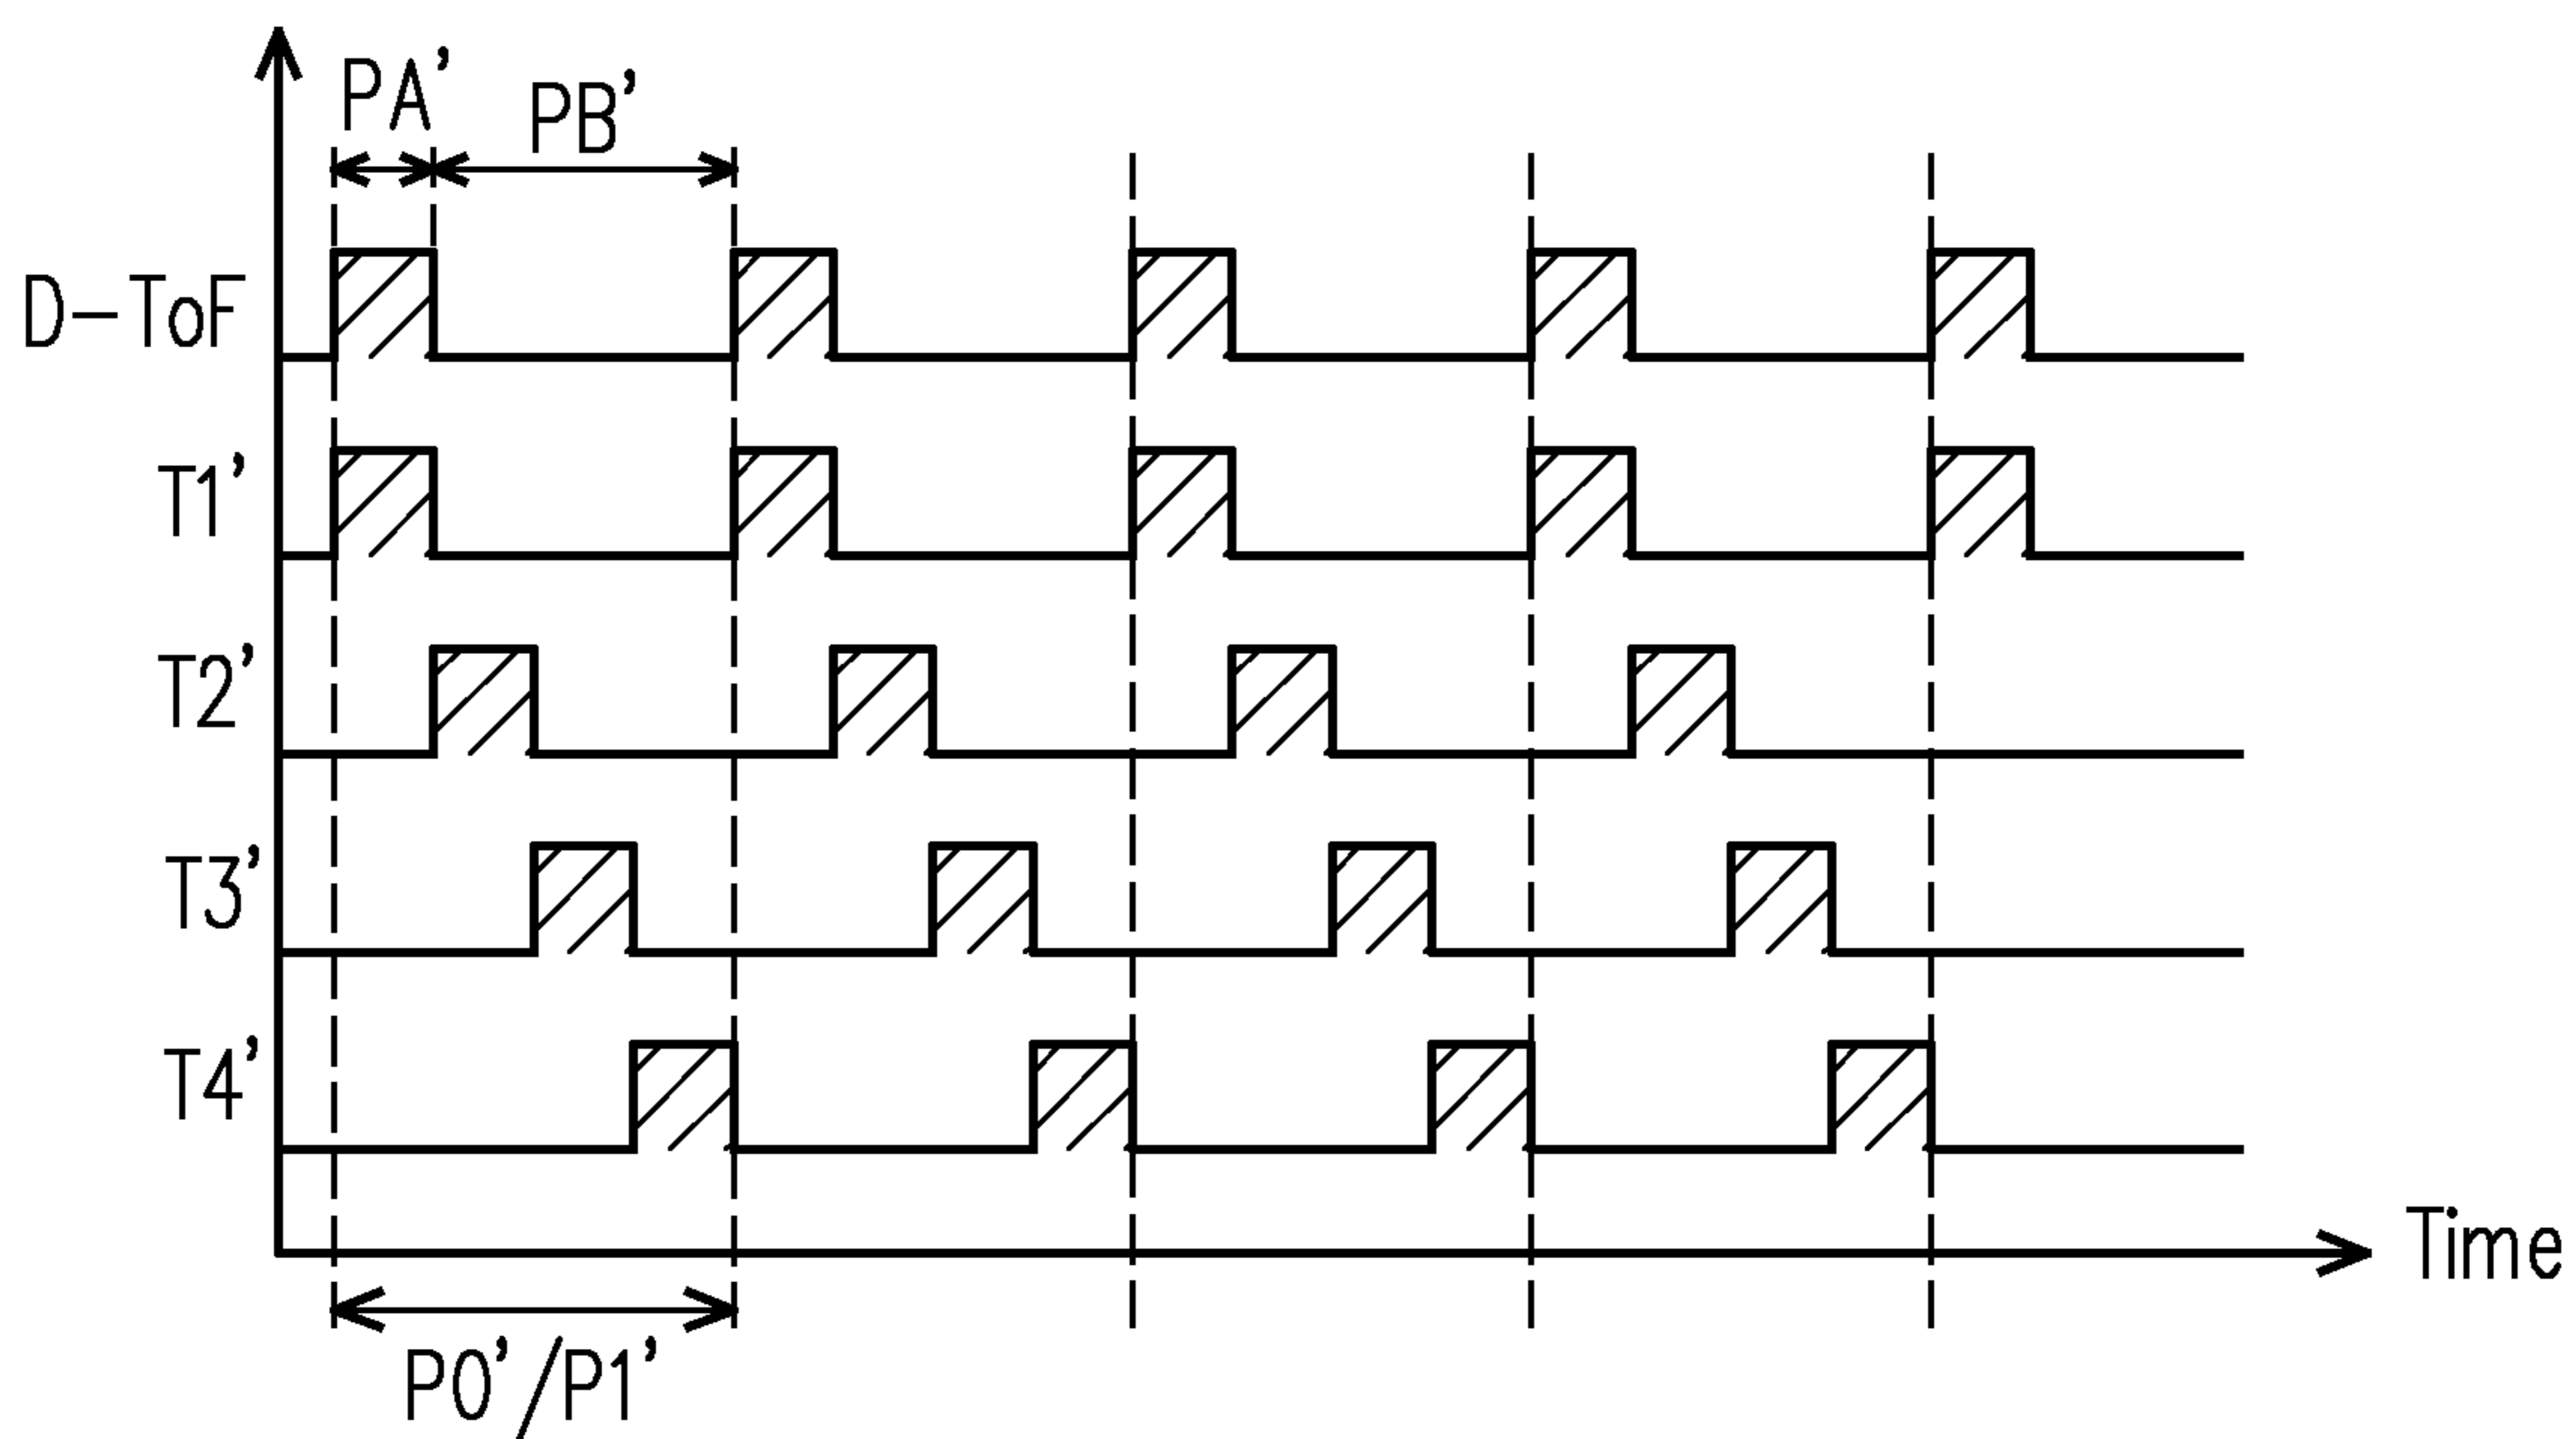 PA’
PB’
D-ToF
T1’
T2’
T3’
T4’
Time
P0’/P1’